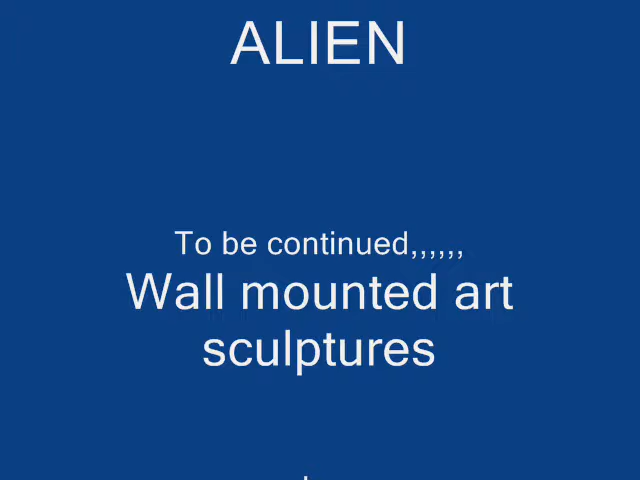 ALIEN
To be continued,,,,,,
Wall mounted art
sculptures